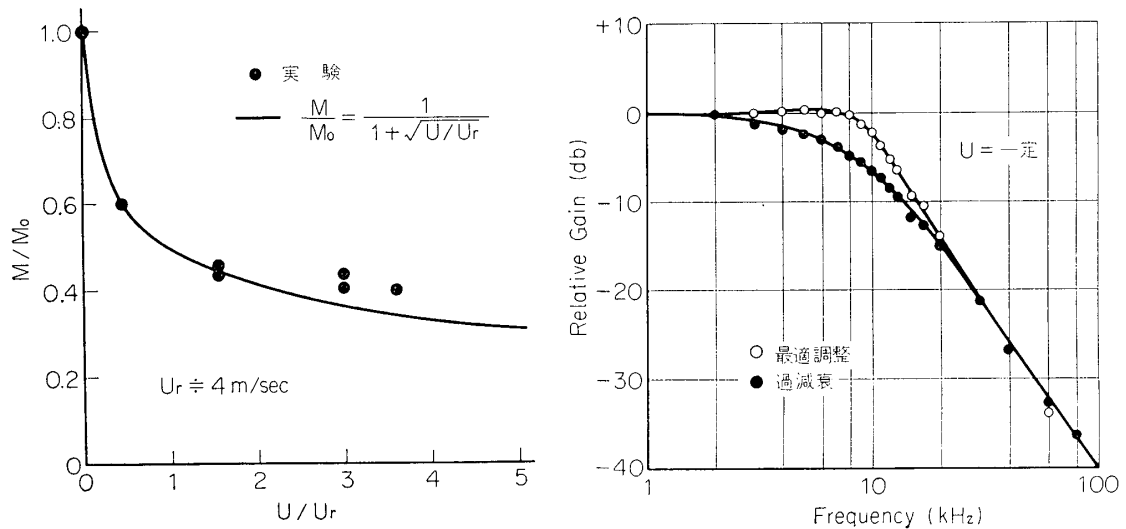 1.0
0.8
0.6
0.4
0.2
0
M/M₀
● 実 験
M/M₀ = 1/(1+√U/Ur)
Ur ≑ 4 m/sec
0 1 2 3 4 5
U/Ur
+10
0
-10
-20
-30
-40
Relative Gain (db)
U = 一定
○ 最適調整
● 過減衰
1 10 100
Frequency (kHz)